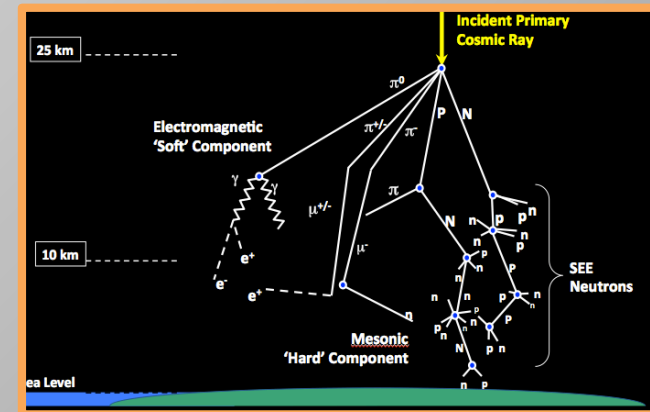 Incident Primary
Cosmic Ray
25 km
π⁰
π+/-
π-
P
N
Electromagnetic
'Soft' Component
γ
γ
π
μ+/-
μ-
N
n
p
p
n
n
n
p
10 km
e+
e-
e+
P
n
n
P
SEE
Neutrons
n
n
p
n
P
n
n
P
n
n
P
p
n
Mesonic
'Hard' Component
n
N
p n
n
P
ea Level